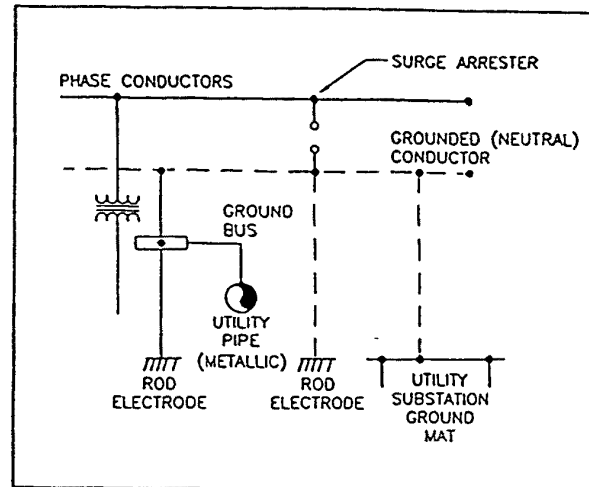 SURGE ARRESTER
PHASE CONDUCTORS
GROUNDED (NEUTRAL)
CONDUCTOR
GROUND
BUS
UTILITY
PIPE
(METALLIC)
ROD
ELECTRODE
ROD
ELECTRODE
UTILITY
SUBSTATION
GROUND
MAT